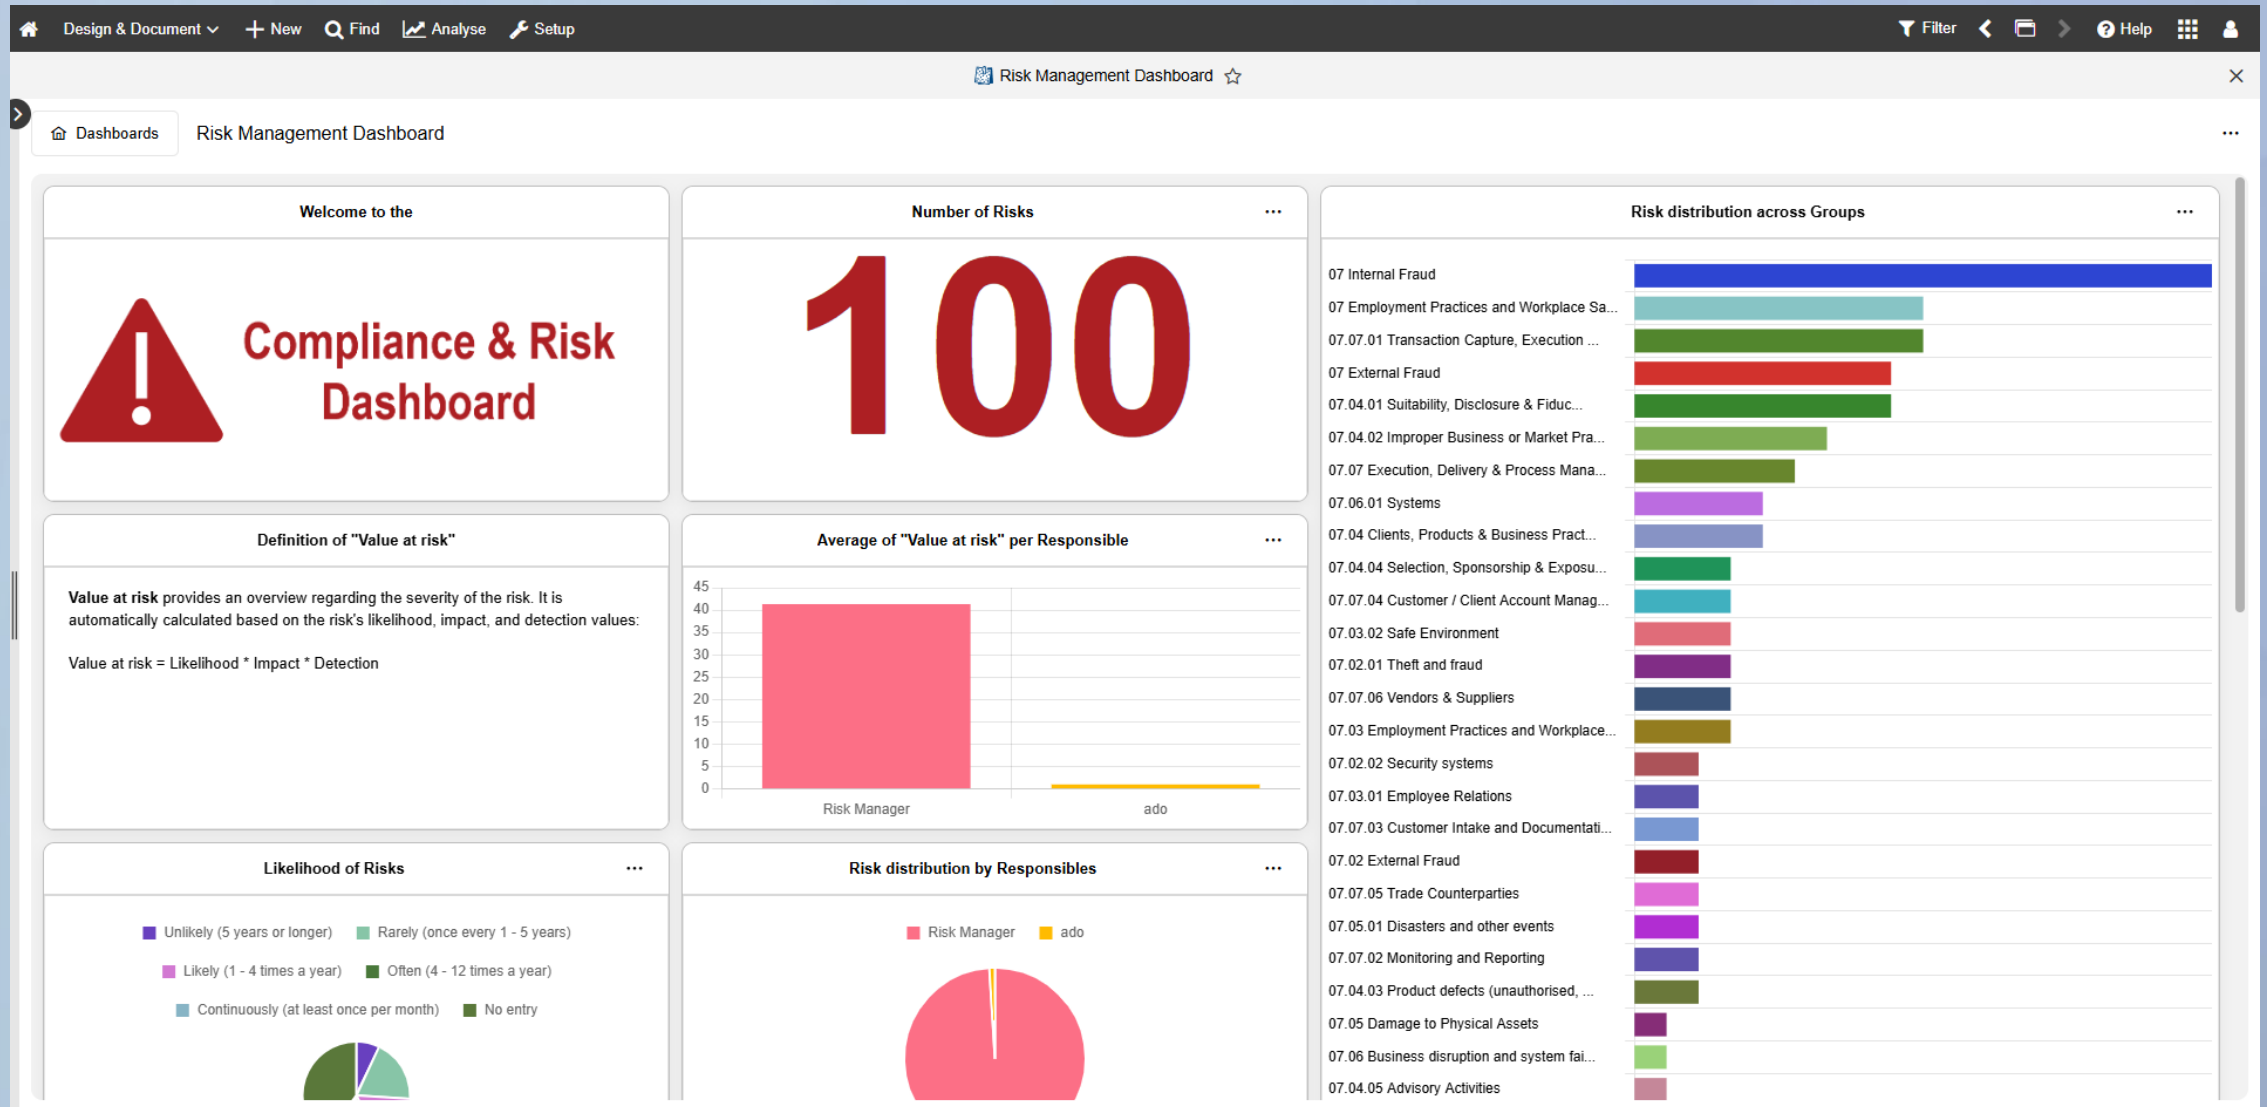 Design & Document
New
Find
Analyse
Setup
Filter
Help
Risk Management Dashboard
Dashboards
Risk Management Dashboard
Welcome to the
Compliance & Risk
Dashboard
Number of Risks
100
Definition of "Value at risk"
Value at risk provides an overview regarding the severity of the risk. It is
automatically calculated based on the risk's likelihood, impact, and detection values:
Value at risk = Likelihood * Impact * Detection
Average of "Value at risk" per Responsible
45
40
35
30
25
20
15
10
5
0
Risk Manager
ado
Likelihood of Risks
Unlikely (5 years or longer)
Rarely (once every 1 - 5 years)
Likely (1 - 4 times a year)
Often (4 - 12 times a year)
Continuously (at least once per month)
No entry
Risk distribution by Responsibles
Risk Manager
ado
Risk distribution across Groups
07 Internal Fraud
07 Employment Practices and Workplace Sa...
07.07.01 Transaction Capture, Execution ...
07 External Fraud
07.04.01 Suitability, Disclosure & Fiduc...
07.04.02 Improper Business or Market Pra...
07.07 Execution, Delivery & Process Mana...
07.06.01 Systems
07.04 Clients, Products & Business Pract...
07.04.04 Selection, Sponsorship & Exposu...
07.07.04 Customer / Client Account Manag...
07.03.02 Safe Environment
07.02.01 Theft and fraud
07.07.06 Vendors & Suppliers
07.03 Employment Practices and Workplace...
07.02.02 Security systems
07.03.01 Employee Relations
07.07.03 Customer Intake and Documentati...
07.02 External Fraud
07.07.05 Trade Counterparties
07.05.01 Disasters and other events
07.07.02 Monitoring and Reporting
07.04.03 Product defects (unauthorised, ...
07.05 Damage to Physical Assets
07.06 Business disruption and system fai...
07.04.05 Advisory Activities